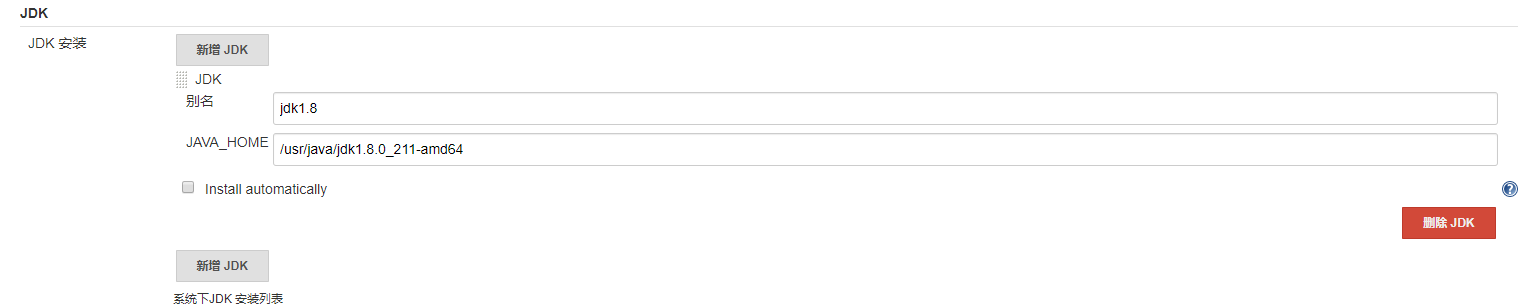 JDK
JDK 安装
新增 JDK
JDK
别名
jdk1.8
JAVA_HOME
/usr/java/jdk1.8.0_211-amd64
Install automatically
?
删除 JDK
新增 JDK
系统下JDK 安装列表